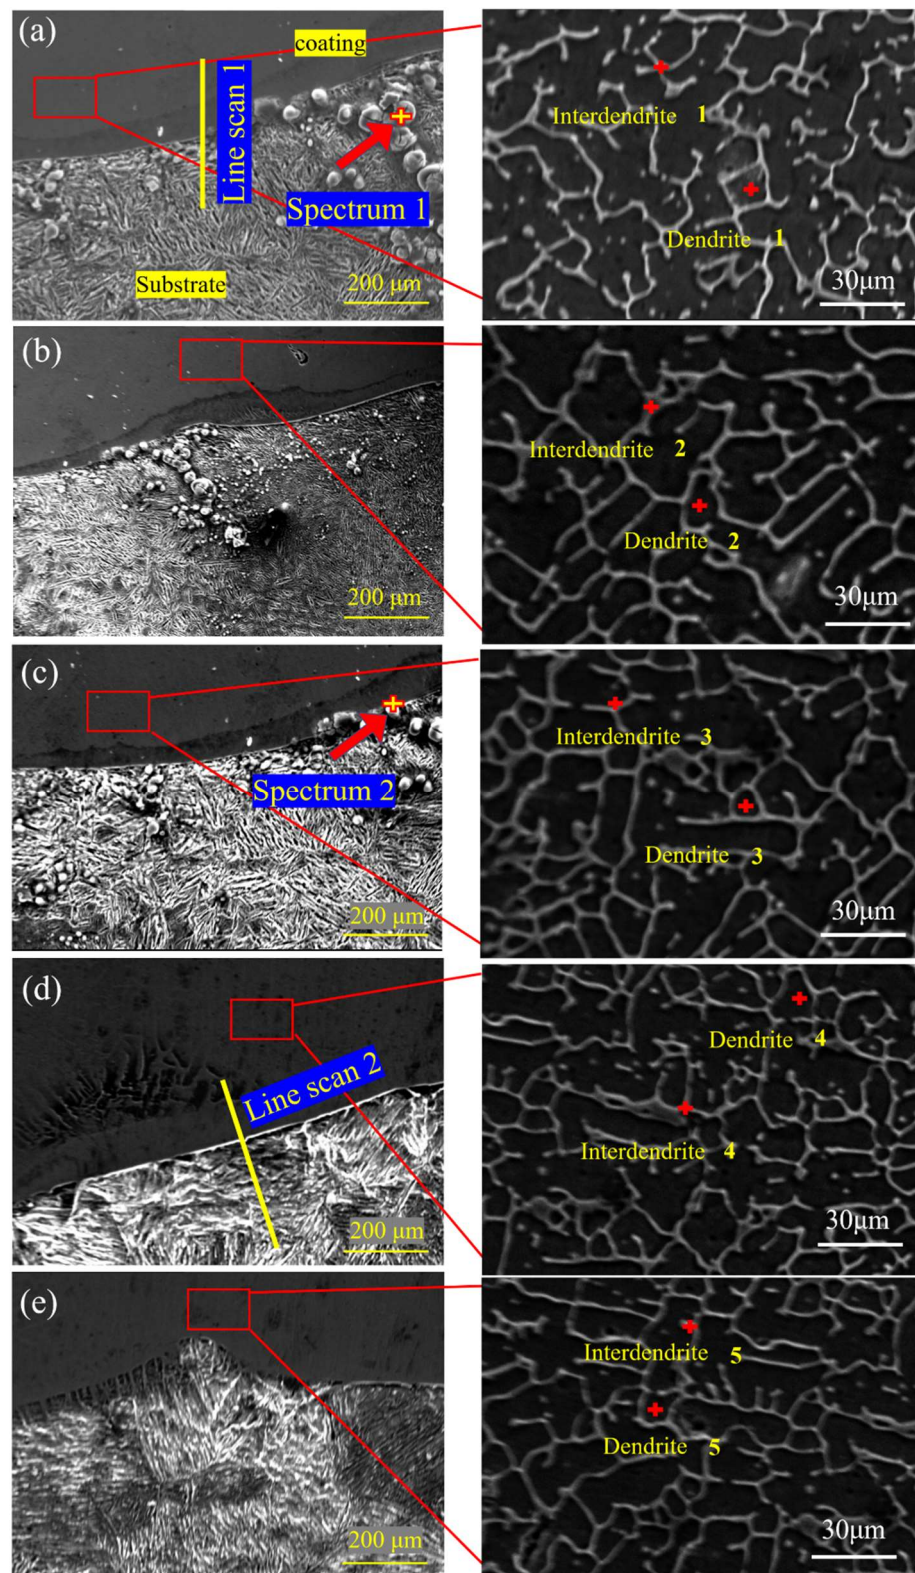 (a)
coating
Line scan 1
Spectrum 1
Substrate
200 μm
Interdendrite 1
Dendrite 1
30μm
(b)
200 μm
Interdendrite 2
Dendrite 2
30μm
(c)
Spectrum 2
200 μm
Interdendrite 3
Dendrite 3
30μm
(d)
Line scan 2
200 μm
Dendrite 4
Interdendrite 4
30μm
(e)
200 μm
Interdendrite 5
Dendrite 5
30μm